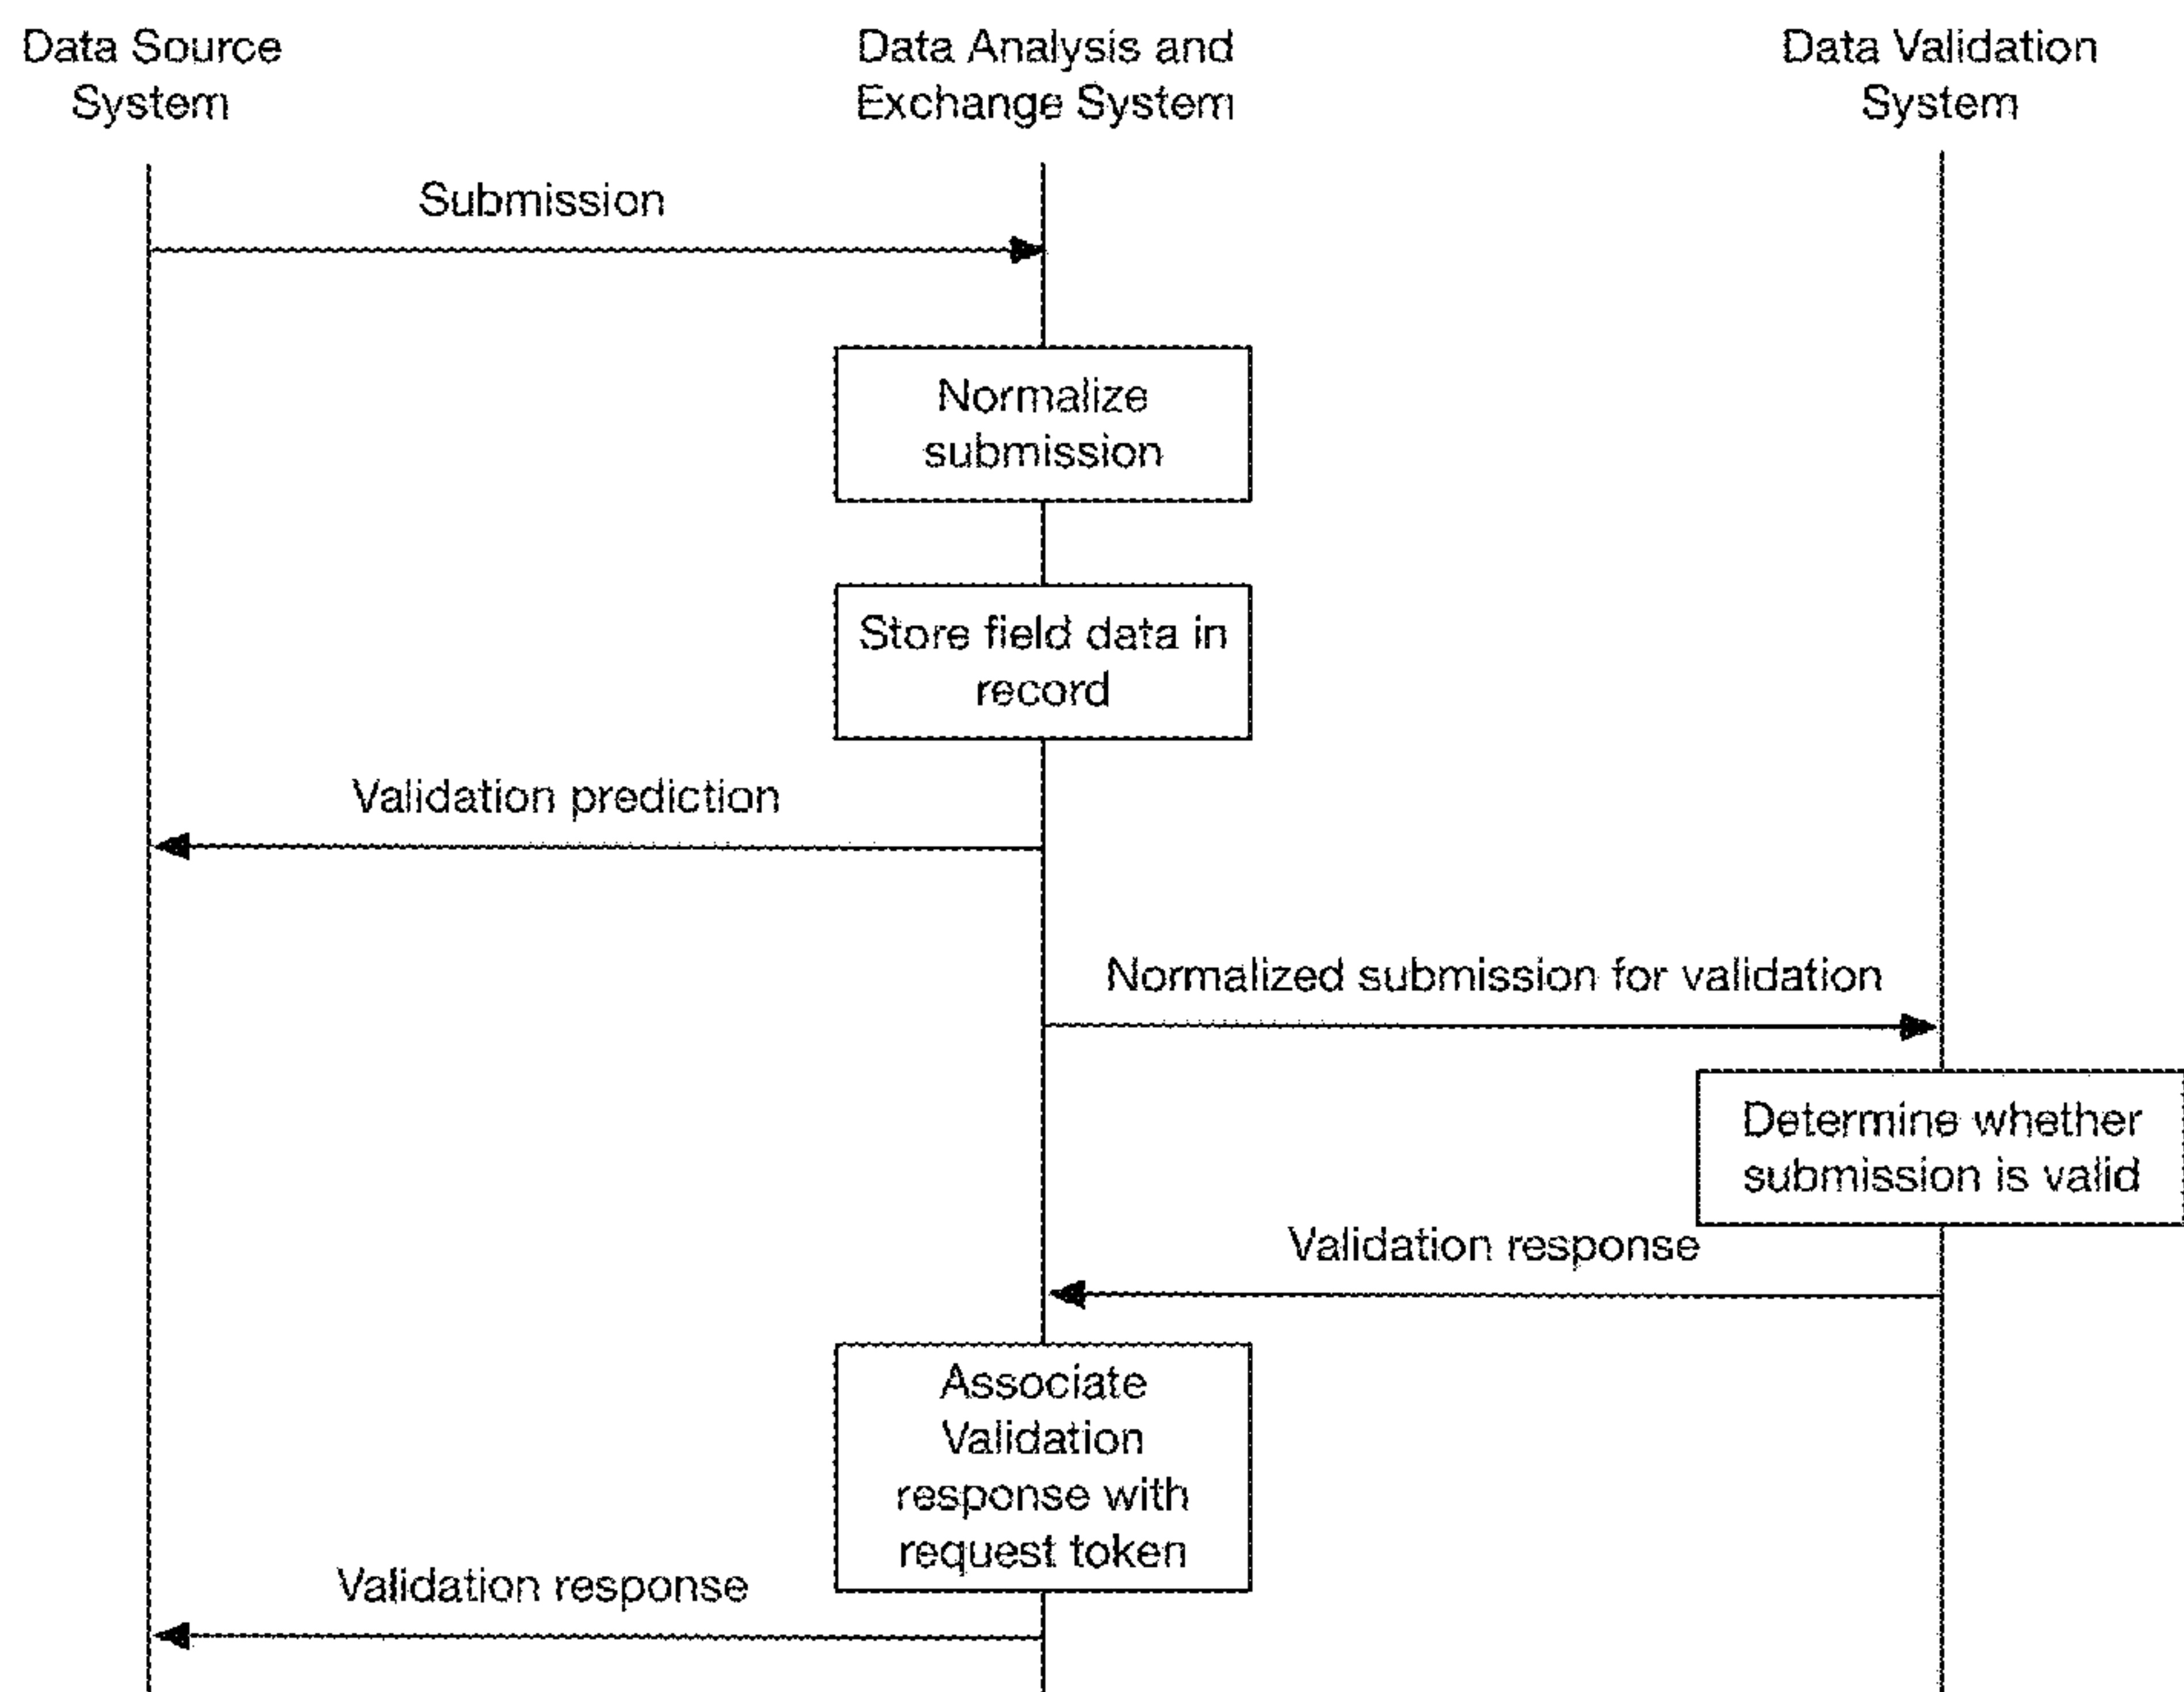 Data Source
System
Data Analysis and
Exchange System
Data Validation
System
Submission
Normalize
submission
Store field data in
record
Validation prediction
Normalized submission for validation
Determine whether
submission is valid
Validation response
Associate
Validation
response with
request token
Validation response